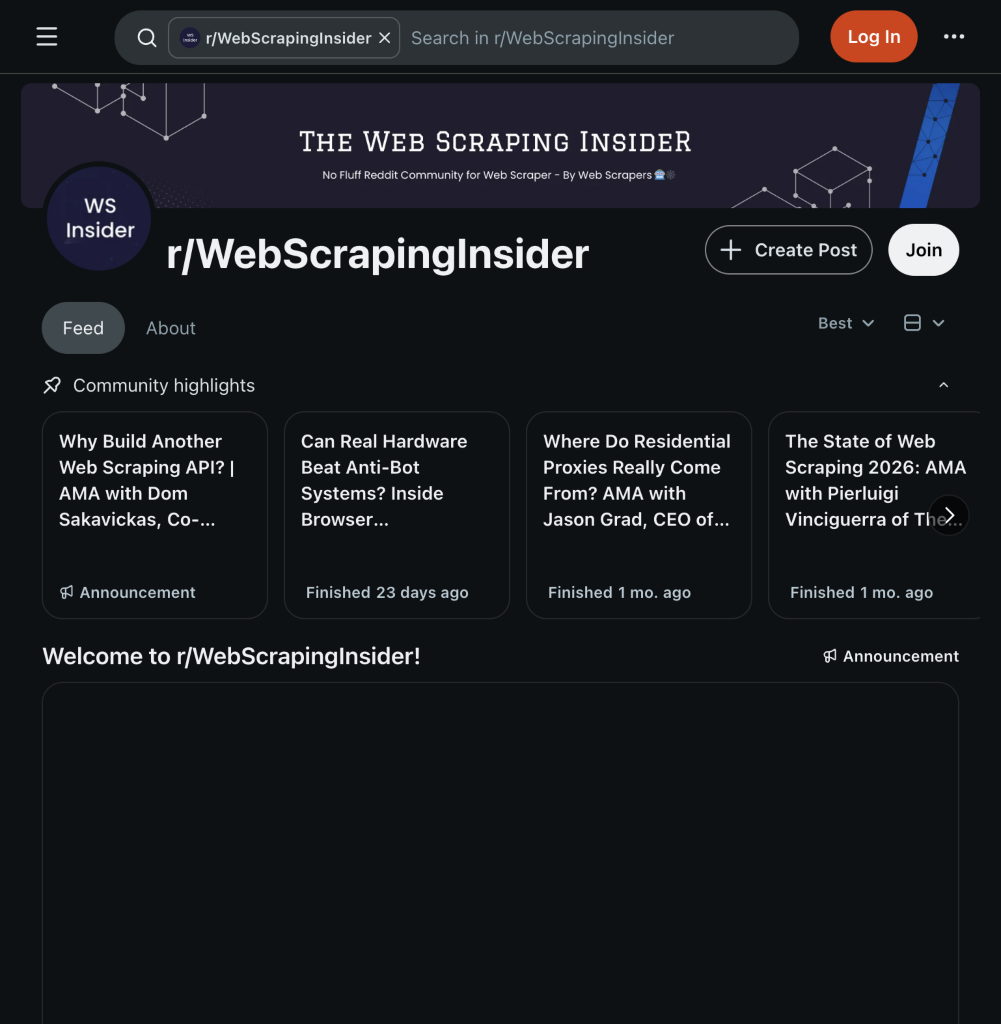 r/WebScrapingInsider
Search in r/WebScrapingInsider
Log In
The Web Scraping Insider
No Fluff Reddit Community for Web Scraper - By Web Scrapers
WS
Insider
r/WebScrapingInsider
Create Post
Join
Feed
About
Best
Community highlights
Why Build Another
Web Scraping API? |
AMA with Dom
Sakavickas, Co-...
Announcement
Can Real Hardware
Beat Anti-Bot
Systems? Inside
Browser...
Finished 23 days ago
Where Do Residential
Proxies Really Come
From? AMA with
Jason Grad, CEO of...
Finished 1 mo. ago
The State of Web
Scraping 2026: AMA
with Pierluigi
Vinciguerra of The...
Finished 1 mo. ago
Welcome to r/WebScrapingInsider!
Announcement